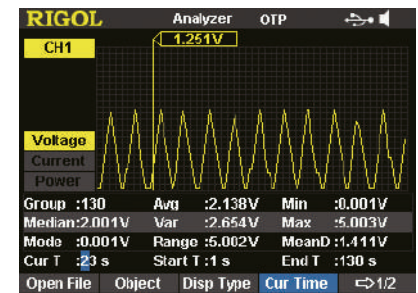 RIGOL Analyzer OTP
CH1
1.251V
Voltage
Current
Power
Group :130 Avg :2.138V Min :0.001V
Median:2.001V Var :2.654V Max :5.003V
Mode :0.001V Range :5.002V MeanD:1.411V
Cur T :23 s Start T :1 s End T :130 s
Open File Object Disp Type Cur Time ⇨1/2